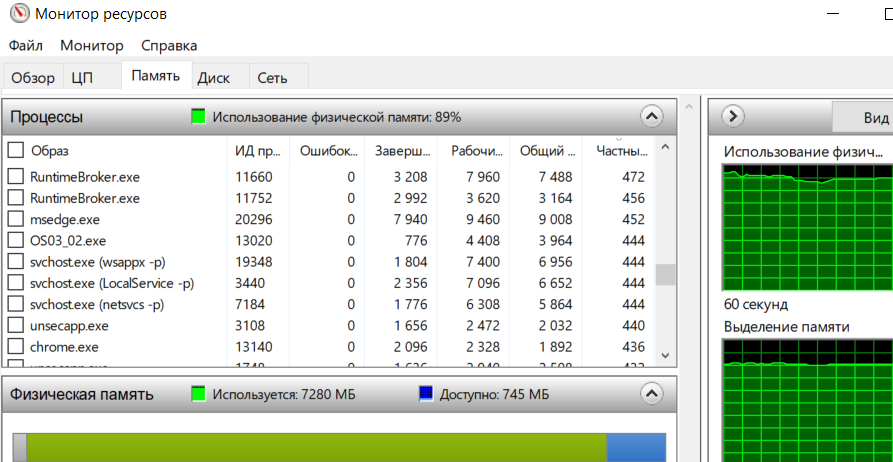 Монитор ресурсов
Файл Монитор Справка
Обзор ЦП Память Диск Сеть
Процессы Использование физической памяти: 89% Вид
Образ ИД пр... Ошибок... Заверш... Рабочи... Общий ... Частны... Использование физич...
RuntimeBroker.exe 11660 0 3 208 7 960 7 488 472
RuntimeBroker.exe 11752 0 2 992 3 620 3 164 456
msedge.exe 20296 0 7 940 9 460 9 008 452
OS03_02.exe 13020 0 776 4 408 3 964 444
svchost.exe (wsappx -p) 19348 0 1 804 7 400 6 956 444
svchost.exe (LocalService -p) 3440 0 2 356 7 096 6 652 444
svchost.exe (netsvcs -p) 7184 0 1 776 6 308 5 864 444 60 секунд
unsecapp.exe 3108 0 1 656 2 472 2 032 440 Выделение памяти
chrome.exe 13140 0 2 096 2 328 1 892 436
Физическая память Используется: 7280 МБ Доступно: 745 МБ